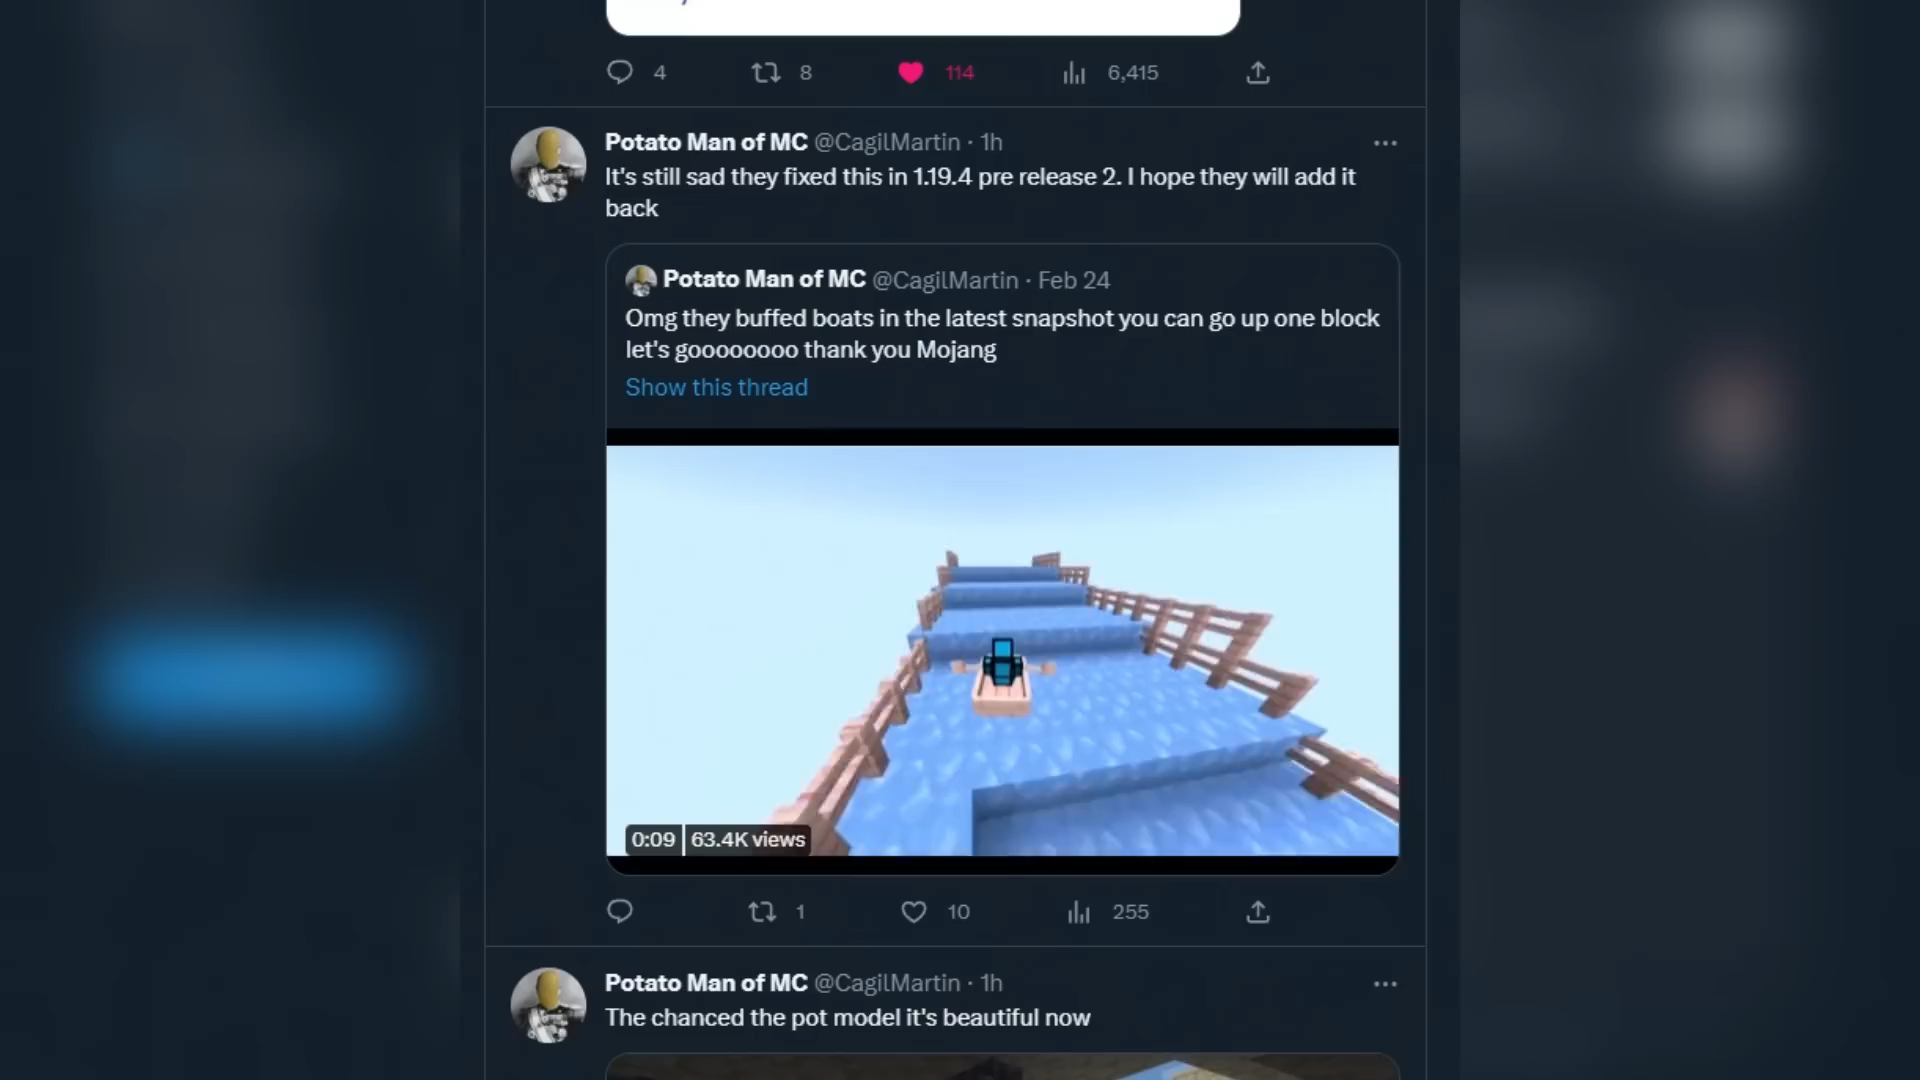 4 8 114 6,415
Potato Man of MC @CagilMartin · 1h
It's still sad they fixed this in 1.19.4 pre release 2. I hope they will add it
back
Potato Man of MC @CagilMartin · Feb 24
Omg they buffed boats in the latest snapshot you can go up one block
let's goooooooo thank you Mojang
Show this thread
0:09 63.4K views
1 10 255
Potato Man of MC @CagilMartin · 1h
The chanced the pot model it's beautiful now